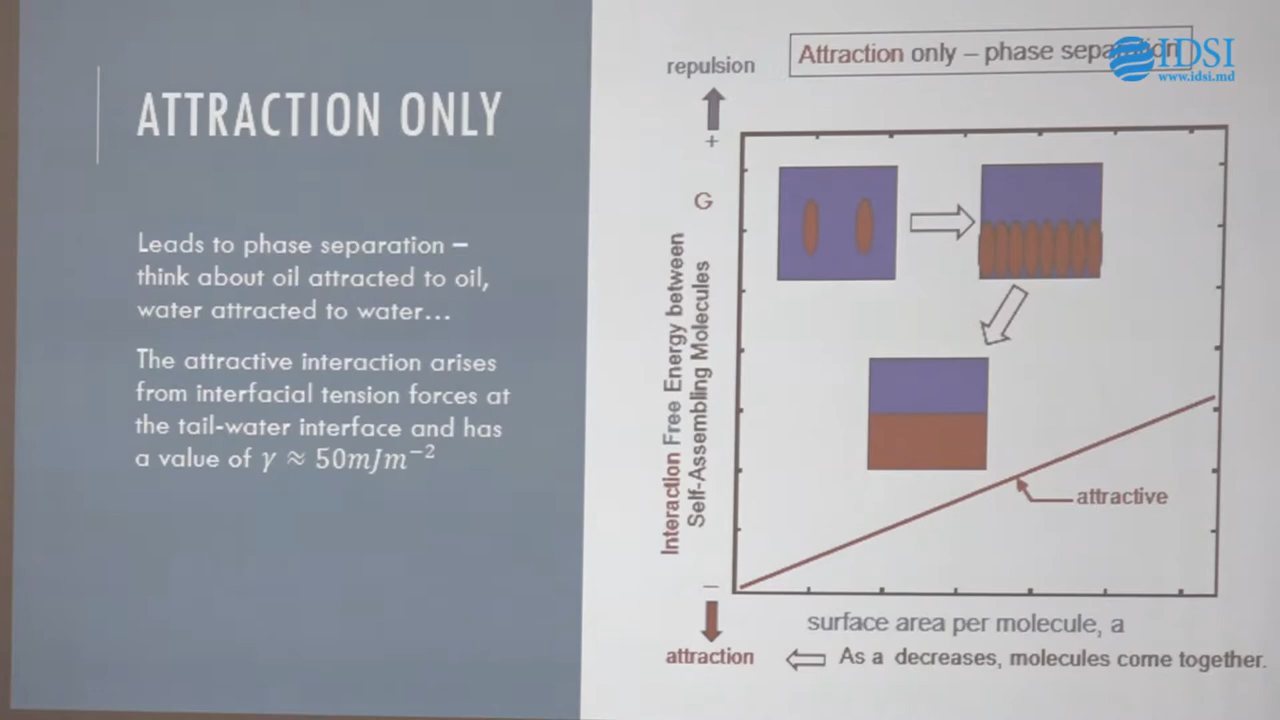 ATTRACTION ONLY
Leads to phase separation –
think about oil attracted to oil,
water attracted to water...
The attractive interaction arises
from interfacial tension forces at
the tail-water interface and has
a value of γ ≈ 50mJm⁻²
Attraction only – phase separation
IDSI
www.idsi.md
repulsion
+
G
Interaction Free Energy between
Self-Assembling Molecules
attractive
–
surface area per molecule, a
attraction
As a decreases, molecules come together.